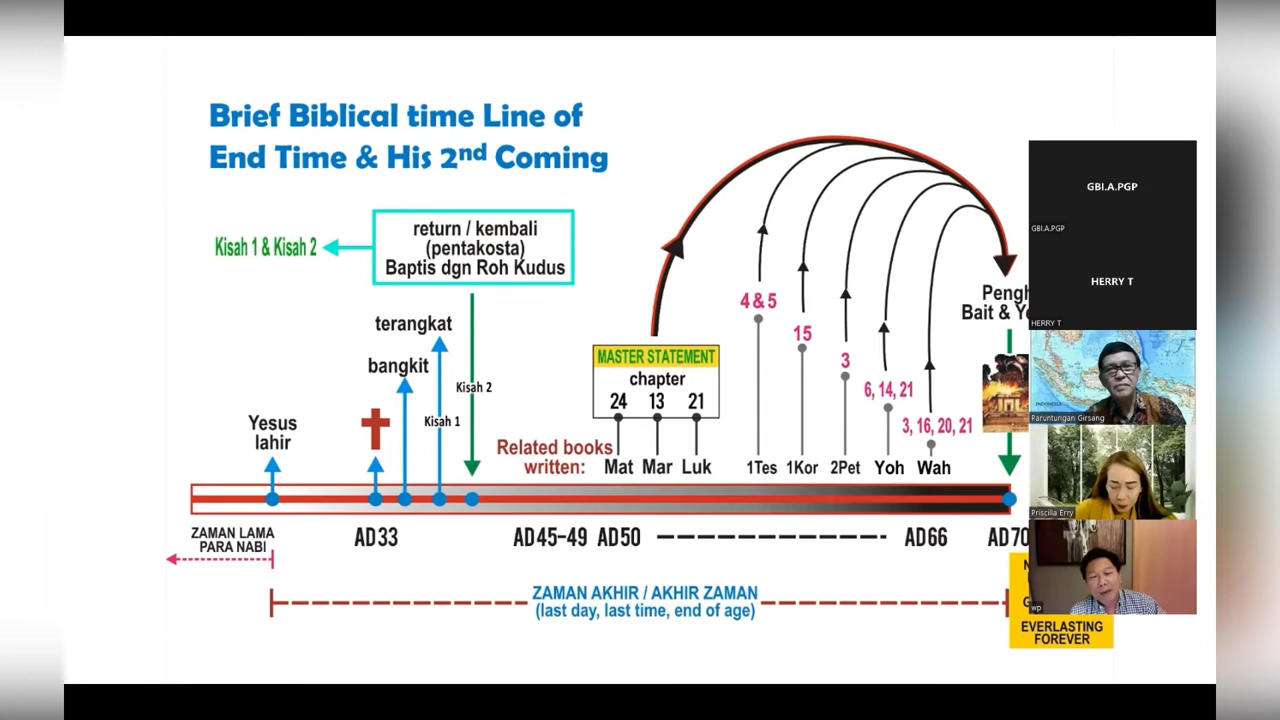 Brief Biblical time Line of
End Time & His 2nd Coming
Kisah 1 & Kisah 2
return / kembali
(pentakosta)
Baptis dgn Roh Kudus
terangkat
bangkit
Kisah 2
Kisah 1
Yesus
lahir
MASTER STATEMENT
chapter
24 13 21
4 & 5
15
3
6, 14, 21
3, 16, 20, 21
Bait &
Related books
written:
Mat Mar Luk 1Tes 1Kor 2Pet Yoh Wah
ZAMAN LAMA
PARA NABI
AD33
AD45-49 AD50
AD66
AD70
ZAMAN AKHIR / AKHIR ZAMAN
(last day, last time, end of age)
EVERLASTING
FOREVER
GBI.A.PGP
GBI.A.PGP
HERRY T
HERRY T
INDONESIA
Paruntungan Girsang
Priscilla Erry
wp